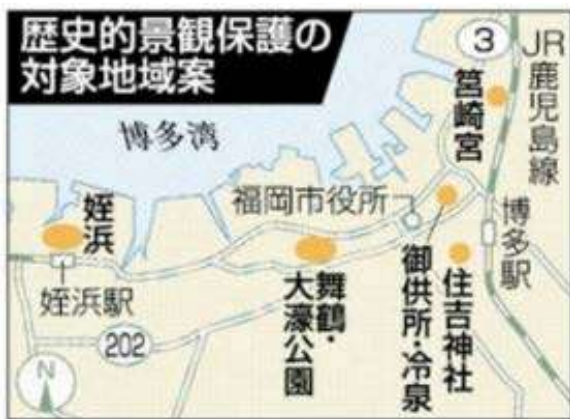 歴史的景観保護の
対象地域案
3
JR鹿児島線
筥崎宮
博多湾
福岡市役所
博多駅
姪浜
姪浜駅
舞鶴・
大濠公園
御供所・冷泉
住吉神社
202
N